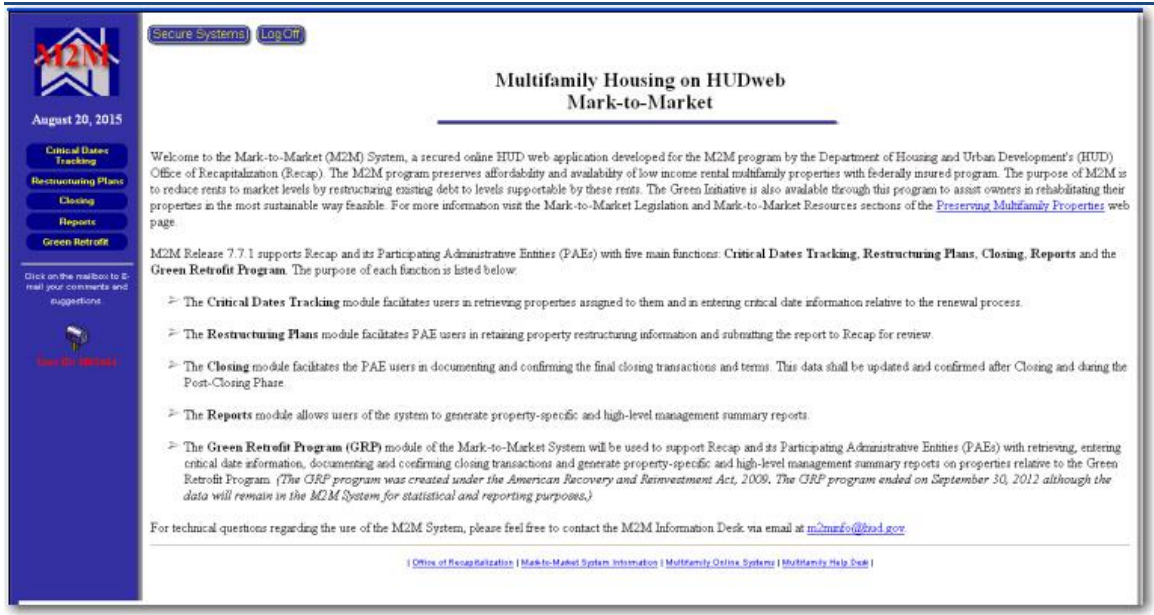 M2M
August 20, 2015
Critical Dates
Tracking
Restructuring Plans
Closing
Reports
Green Retrofit
Click on the mailbox to E-
mail your comments and
suggestions
Secure Systems Log Off
Multifamily Housing on HUDweb
Mark-to-Market
Welcome to the Mark-to-Market (M2M) System, a secured online HUD web application developed for the M2M program by the Department of Housing and Urban Development's (HUD)
Office of Recapitalization (Recap). The M2M program preserves affordability and availability of low income rental multifamily properties with federally insured program. The purpose of M2M is
to reduce rents to market levels by restructuring existing debt to levels supportable by these rents. The Green Initiative is also available through this program to assist owners in rehabilitating their
properties in the most sustainable way feasible. For more information visit the Mark-to-Market Legislation and Mark-to-Market Resources sections of the Preserving Multifamily Properties web
page.
M2M Release 7.7.1 supports Recap and its Participating Administrative Entities (PAEs) with five main functions: Critical Dates Tracking, Restructuring Plans, Closing, Reports and the
Green Retrofit Program. The purpose of each function is listed below:
➢ The Critical Dates Tracking module facilitates users in retrieving properties assigned to them and in entering critical date information relative to the renewal process.
➢ The Restructuring Plans module facilitates PAE users in retaining property restructuring information and submitting the report to Recap for review.
➢ The Closing module facilitates the PAE users in documenting and confirming the final closing transactions and terms. This data shall be updated and confirmed after Closing and during the
Post-Closing Phase.
➢ The Reports module allows users of the system to generate property-specific and high-level management summary reports.
➢ The Green Retrofit Program (GRP) module of the Mark-to-Market System will be used to support Recap and its Participating Administrative Entities (PAEs) with retrieving, entering
critical date information, documenting and confirming closing transactions and generate property-specific and high-level management summary reports on properties relative to the Green
Retrofit Program. (The GRP program was created under the American Recovery and Reinvestment Act, 2009. The GRP program ended on September 30, 2012 although the
data will remain in the M2M System for statistical and reporting purposes.)
For technical questions regarding the use of the M2M System, please feel free to contact the M2M Information Desk via email at m2minfo@hud.gov.
| Office of Recapitalization | Mark-to-Market System Information | Multifamily Online Systems | Multifamily Help Desk |